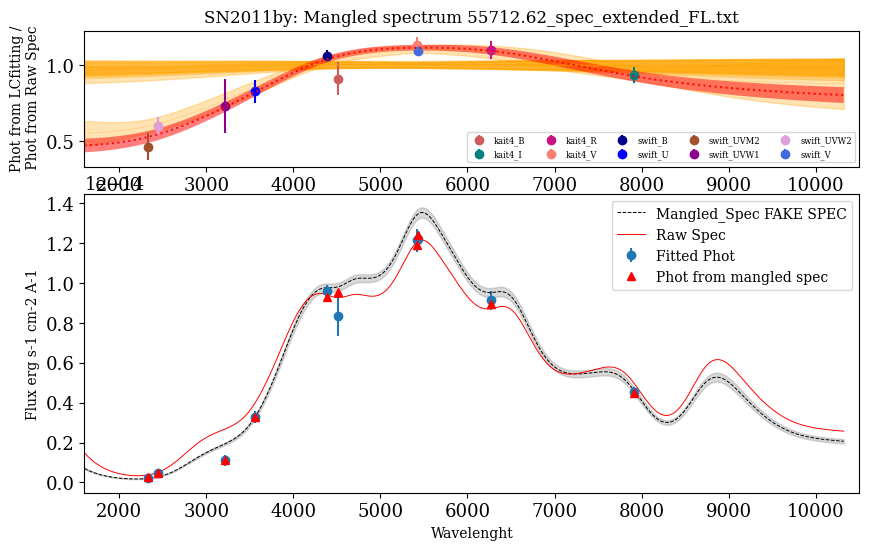 SN2011by: Mangled spectrum 55712.62_spec_extended_FL.txt
Phot from LCfitting /
Phot from Raw Spec
1.0
0.5
kait4_B
kait4_R
swift_B
swift_UVM2
swift_UVW2
kait4_I
kait4_V
swift_U
swift_UVW1
swift_V
2000 3000 4000 5000 6000 7000 8000 9000 10000
1e−14
Flux erg s-1 cm-2 A-1
1.4
1.2
1.0
0.8
0.6
0.4
0.2
0.0
Mangled_Spec FAKE SPEC
Raw Spec
Fitted Phot
Phot from mangled spec
2000 3000 4000 5000 6000 7000 8000 9000 10000
Wavelenght